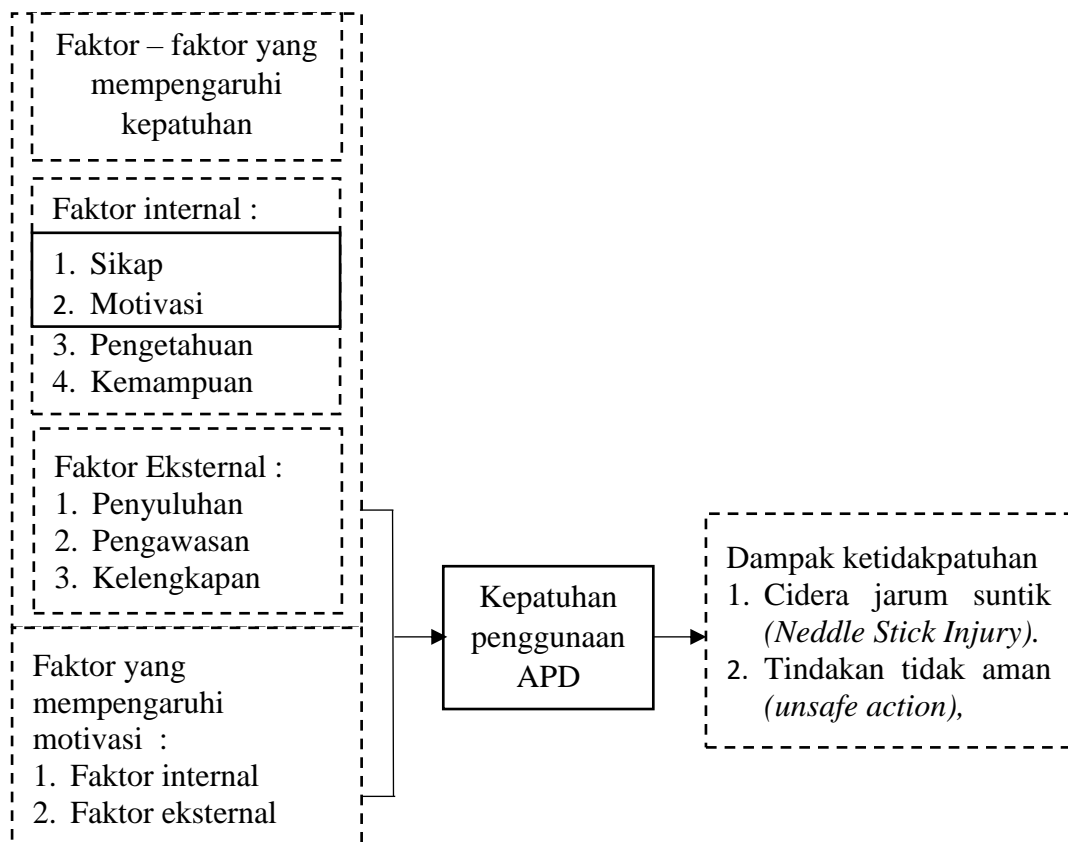 Faktor – faktor yang
mempengaruhi
kepatuhan
Faktor internal :
1. Sikap
2. Motivasi
3. Pengetahuan
4. Kemampuan
Faktor Eksternal :
1. Penyuluhan
2. Pengawasan
3. Kelengkapan
Faktor yang
mempengaruhi
motivasi :
1. Faktor internal
2. Faktor eksternal
Kepatuhan
penggunaan
APD
Dampak ketidakpatuhan
1. Cidera jarum suntik
(Neddle Stick Injury).
2. Tindakan tidak aman
(unsafe action),